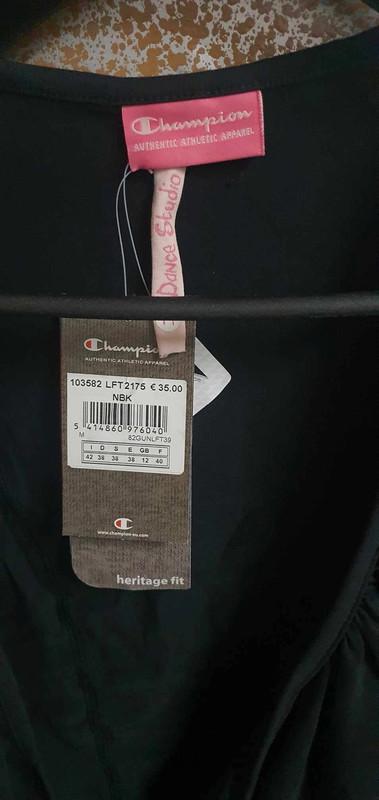 Champion
AUTHENTIC ATHLETIC APPAREL
Dance Studio
Champio
AUTHENTIC ATHLETIC APPAREL
103582 LFT2175 € 35.00
NBK
5 414860 976040
M 82GUNLFT39
I D S E GB F
42 38 38 38 12 40
www.champion-eu.com
heritage fit